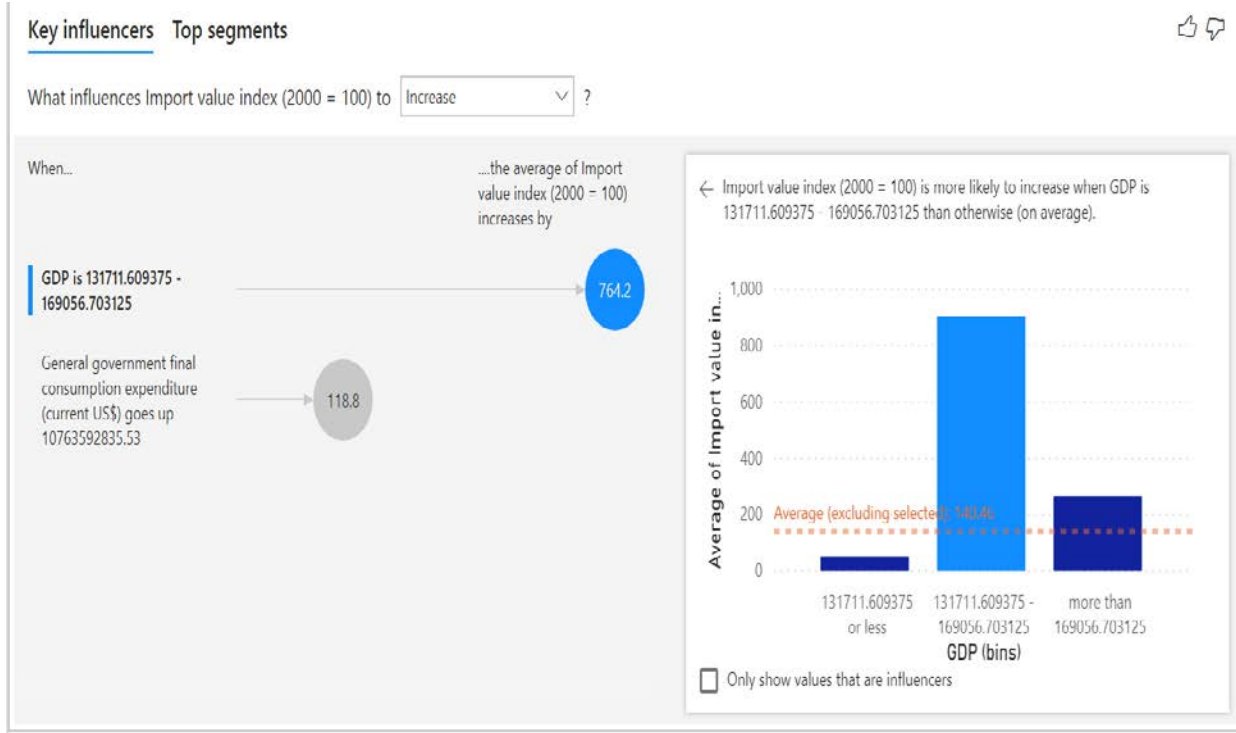 Key influencers Top segments
What influences Import value index (2000 = 100) to Increase ?
When...
....the average of Import
value index (2000 = 100)
increases by
GDP is 131711.609375 -
169056.703125
764.2
General government final
consumption expenditure
(current US$) goes up
10763592835.53
118.8
Import value index (2000 = 100) is more likely to increase when GDP is
131711.609375 - 169056.703125 than otherwise (on average).
Average of Import value in...
1,000
800
600
400
200
0
Average (excluding selected): 140.46
131711.609375
or less
131711.609375 -
169056.703125
more than
169056.703125
GDP (bins)
Only show values that are influencers